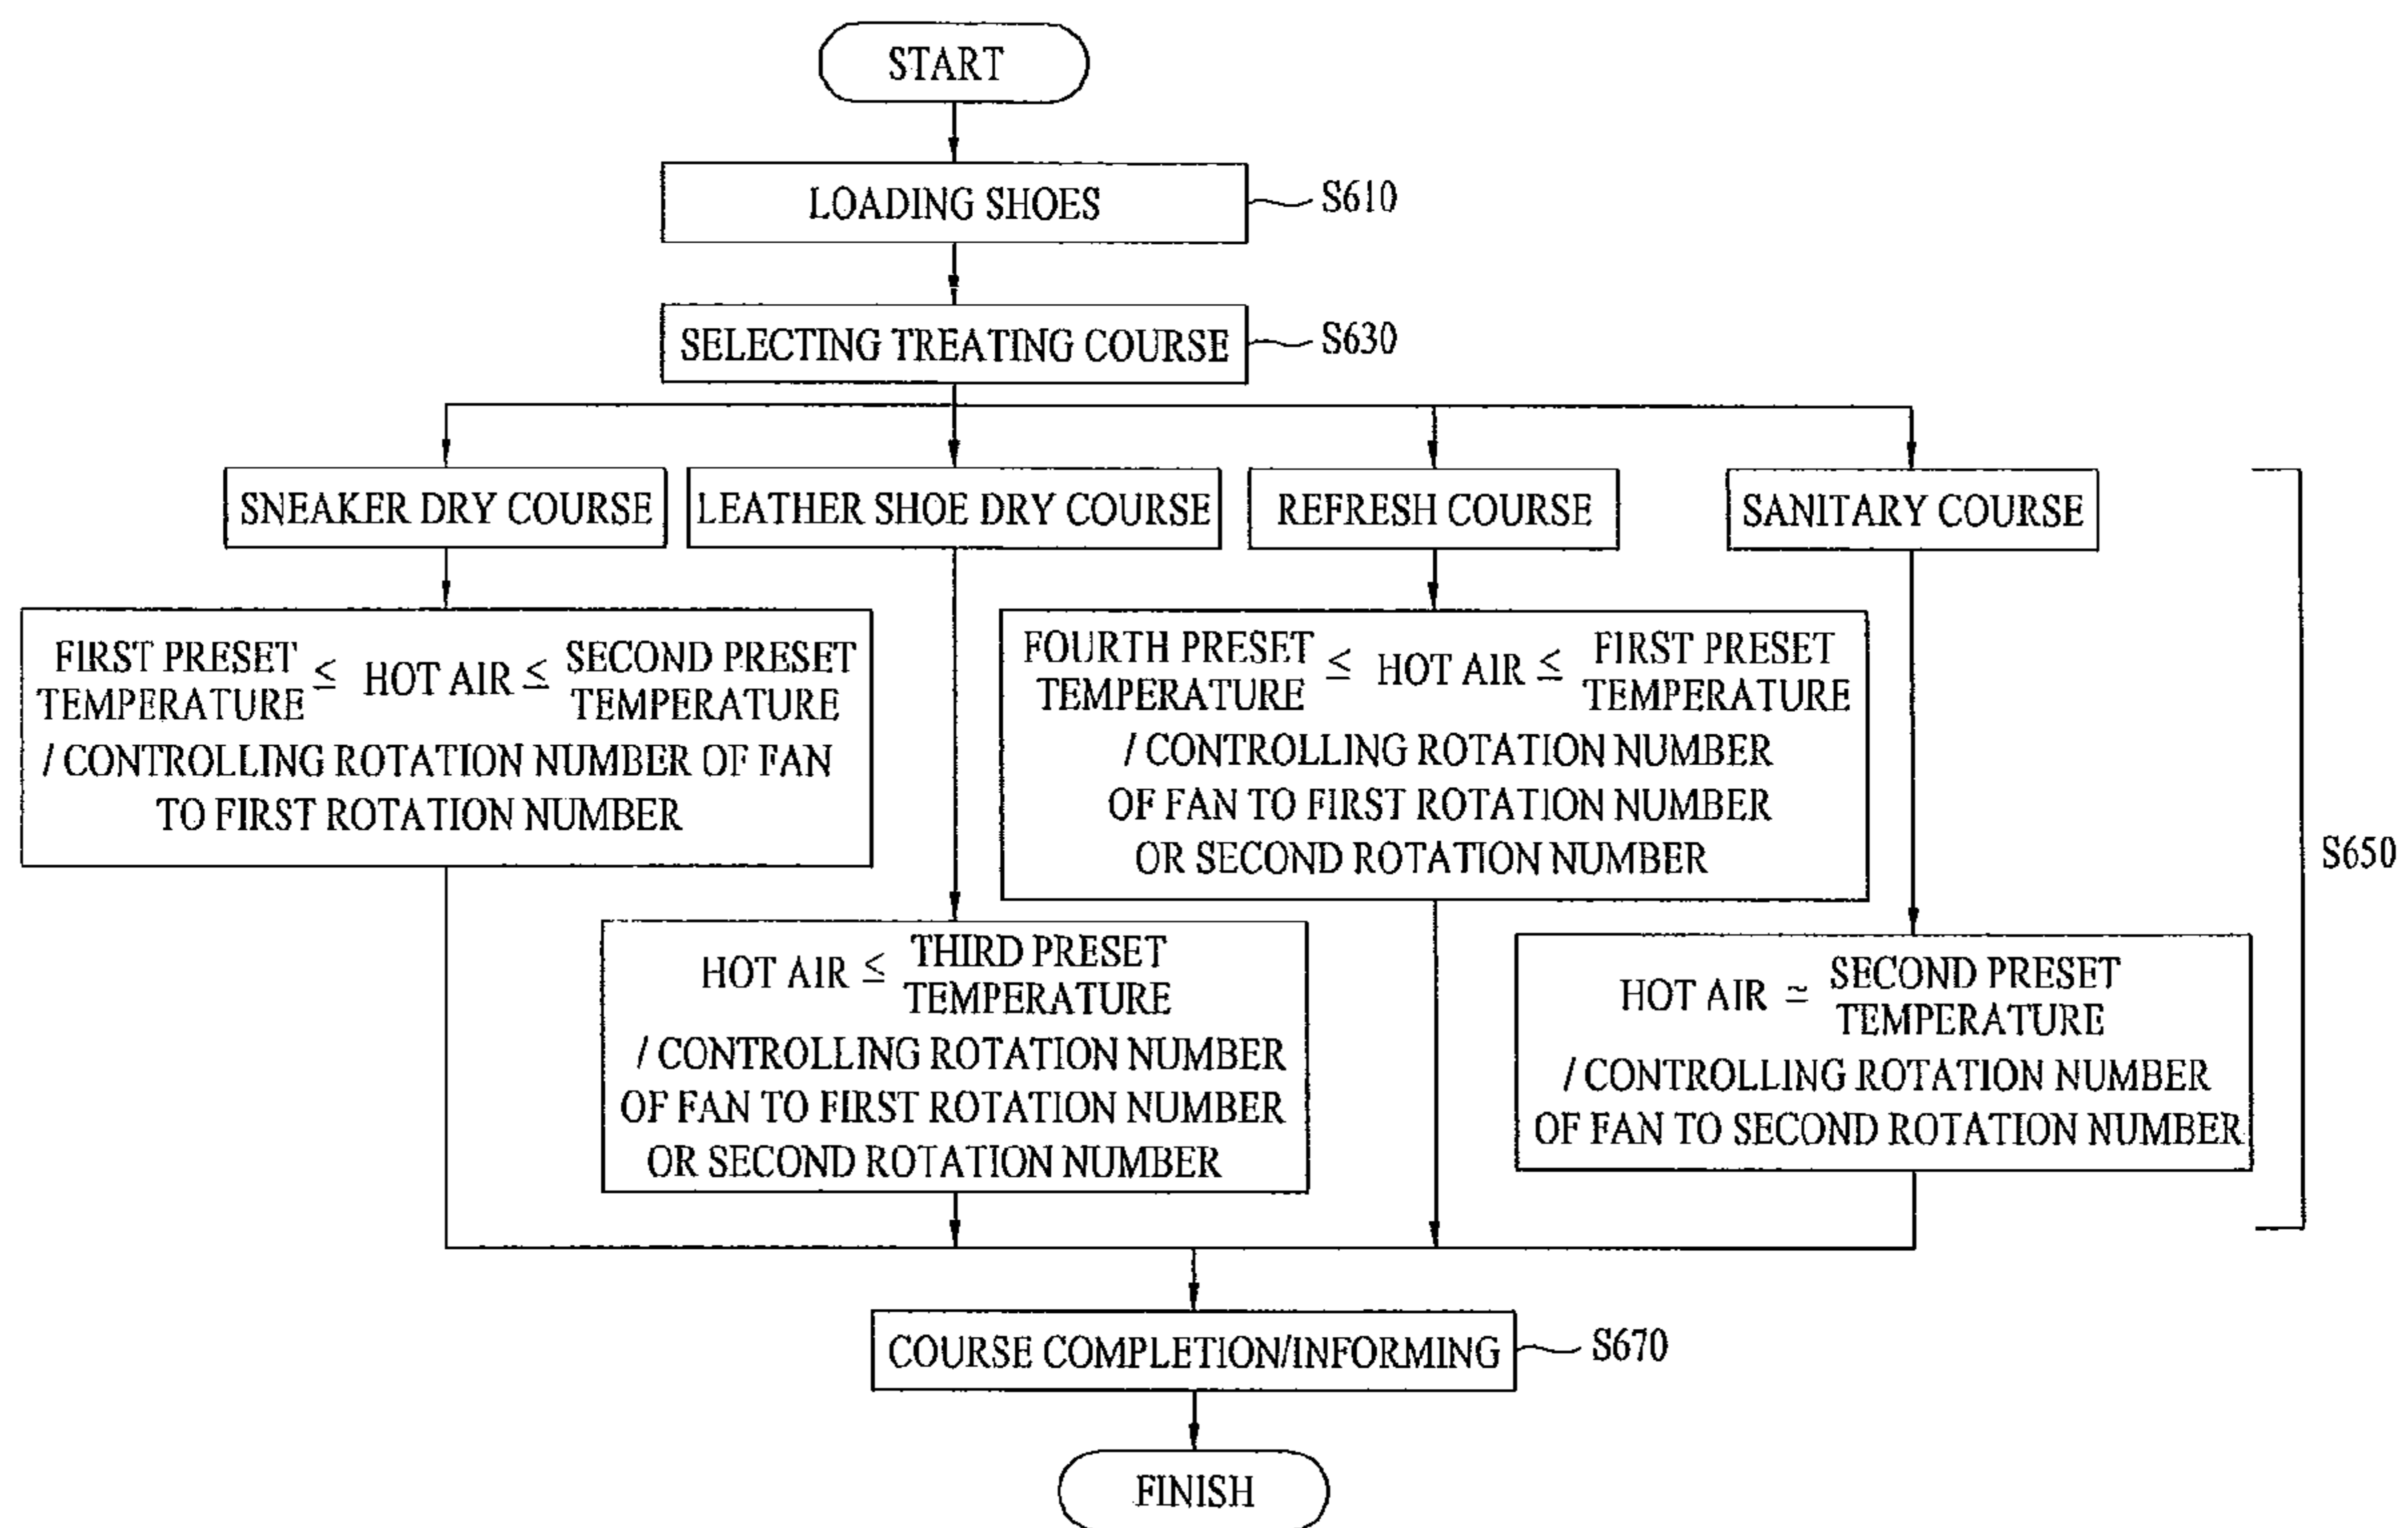 START
LOADING SHOES
S610
SELECTING TREATING COURSE
S630
SNEAKER DRY COURSE
LEATHER SHOE DRY COURSE
REFRESH COURSE
SANITARY COURSE
FIRST PRESET
TEMPERATURE
≤ HOT AIR ≤
SECOND PRESET
TEMPERATURE
/ CONTROLLING ROTATION NUMBER OF FAN
TO FIRST ROTATION NUMBER
FOURTH PRESET
TEMPERATURE
≤ HOT AIR ≤
FIRST PRESET
TEMPERATURE
/ CONTROLLING ROTATION NUMBER
OF FAN TO FIRST ROTATION NUMBER
OR SECOND ROTATION NUMBER
S650
HOT AIR ≤
THIRD PRESET
TEMPERATURE
/ CONTROLLING ROTATION NUMBER
OF FAN TO FIRST ROTATION NUMBER
OR SECOND ROTATION NUMBER
HOT AIR ≃
SECOND PRESET
TEMPERATURE
/ CONTROLLING ROTATION NUMBER
OF FAN TO SECOND ROTATION NUMBER
COURSE COMPLETION/INFORMING
S670
FINISH